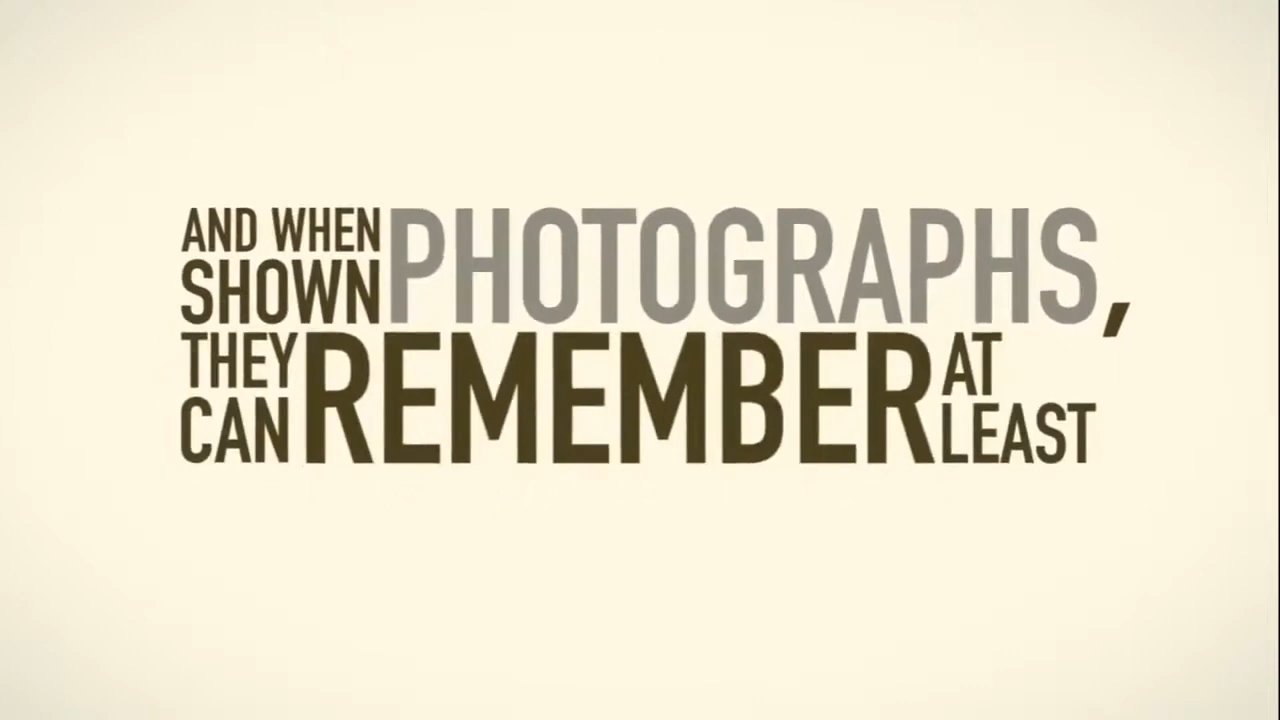 AND WHEN
SHOWN PHOTOGRAPHS,
THEY
CAN REMEMBER AT
LEAST